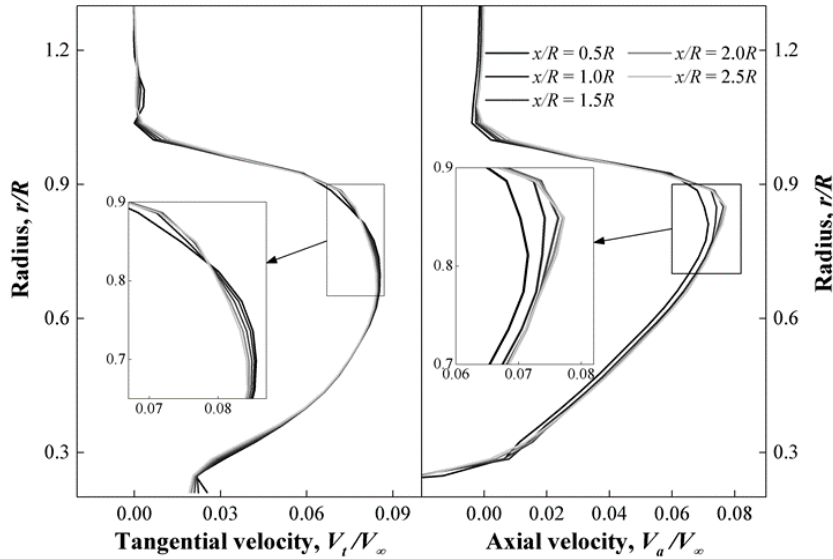 x/R = 0.5R
x/R = 2.0R
x/R = 1.0R
x/R = 2.5R
x/R = 1.5R
1.2
0.9
0.6
0.3
Radius, r/R
0.9
0.8
0.7
0.07 0.08
0.9
0.8
0.7
0.06 0.07 0.08
1.2
0.9
0.6
0.3
Radius, r/R
0.00 0.03 0.06 0.09
0.00 0.02 0.04 0.06 0.08
Tangential velocity, Vt/V∞
Axial velocity, Va/V∞